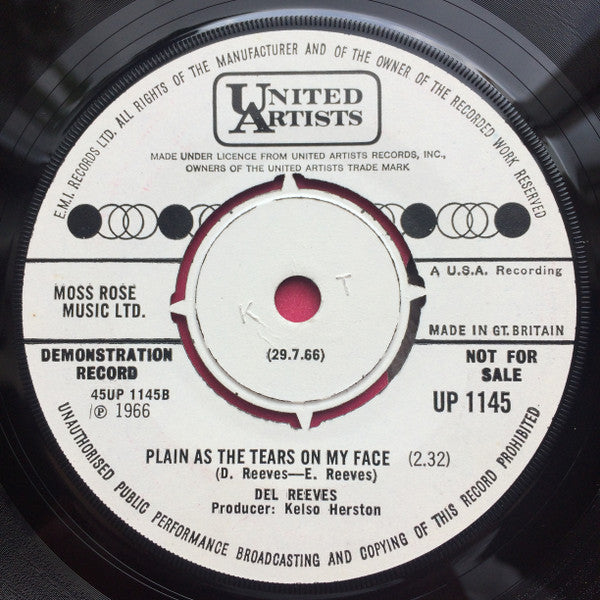 E.M.I. RECORDS LTD. ALL RIGHTS OF THE MANUFACTURER AND OF THE OWNER OF THE RECORDED WORK RESERVED
UNITED
ARTISTS
MADE UNDER LICENCE FROM UNITED ARTISTS RECORDS, INC.,
OWNERS OF THE UNITED ARTISTS TRADE MARK.
A U.S.A. Recording
MOSS ROSE
MUSIC LTD.
K T
MADE IN GT. BRITAIN
DEMONSTRATION
RECORD
45UP 1145B
/℗ 1966
(29.7.66)
NOT FOR
SALE
UP 1145
PLAIN AS THE TEARS ON MY FACE (2.32)
(D. Reeves—E. Reeves)
DEL REEVES
Producer: Kelso Herston
UNAUTHORISED PUBLIC PERFORMANCE BROADCASTING AND COPYING OF THIS RECORD PROHIBITED